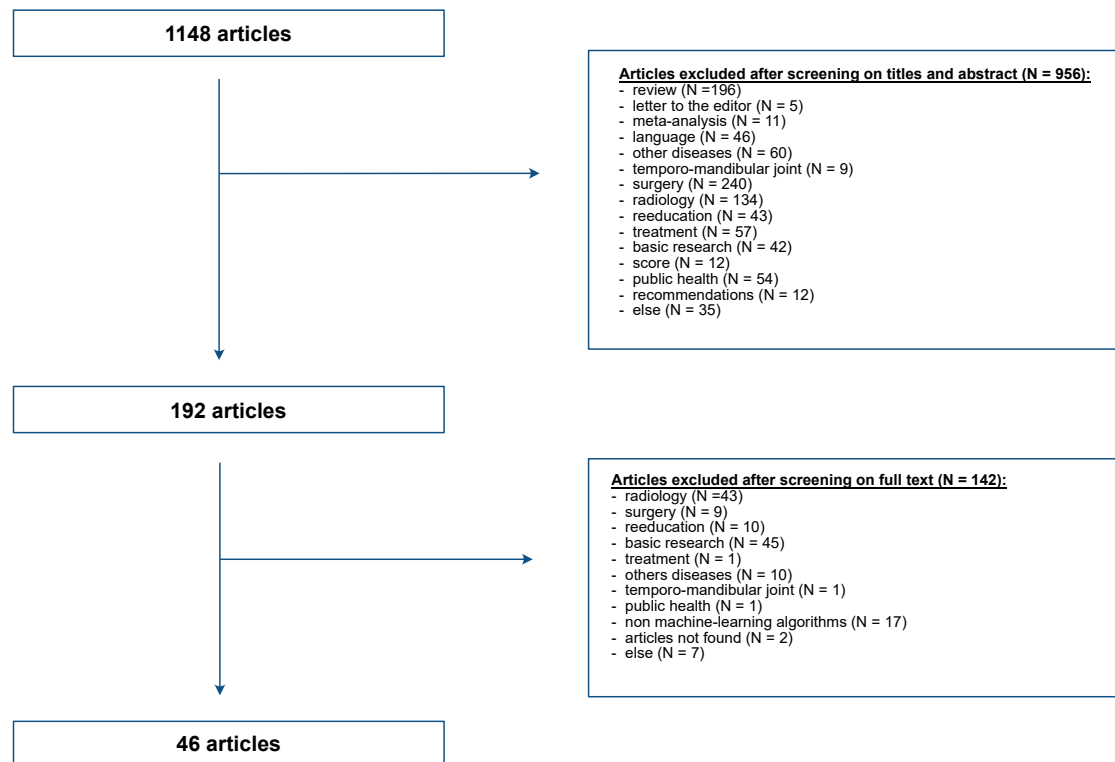 1148 articles
Articles excluded after screening on titles and abstract (N = 956):
- review (N =196)
- letter to the editor (N = 5)
- meta-analysis (N = 11)
- language (N = 46)
- other diseases (N = 60)
- temporo-mandibular joint (N = 9)
- surgery (N = 240)
- radiology (N = 134)
- reeducation (N = 43)
- treatment (N = 57)
- basic research (N = 42)
- score (N = 12)
- public health (N = 54)
- recommendations (N = 12)
- else (N = 35)
192 articles
Articles excluded after screening on full text (N = 142):
- radiology (N =43)
- surgery (N = 9)
- reeducation (N = 10)
- basic research (N = 45)
- treatment (N = 1)
- others diseases (N = 10)
- temporo-mandibular joint (N = 1)
- public health (N = 1)
- non machine-learning algorithms (N = 17)
- articles not found (N = 2)
- else (N = 7)
46 articles